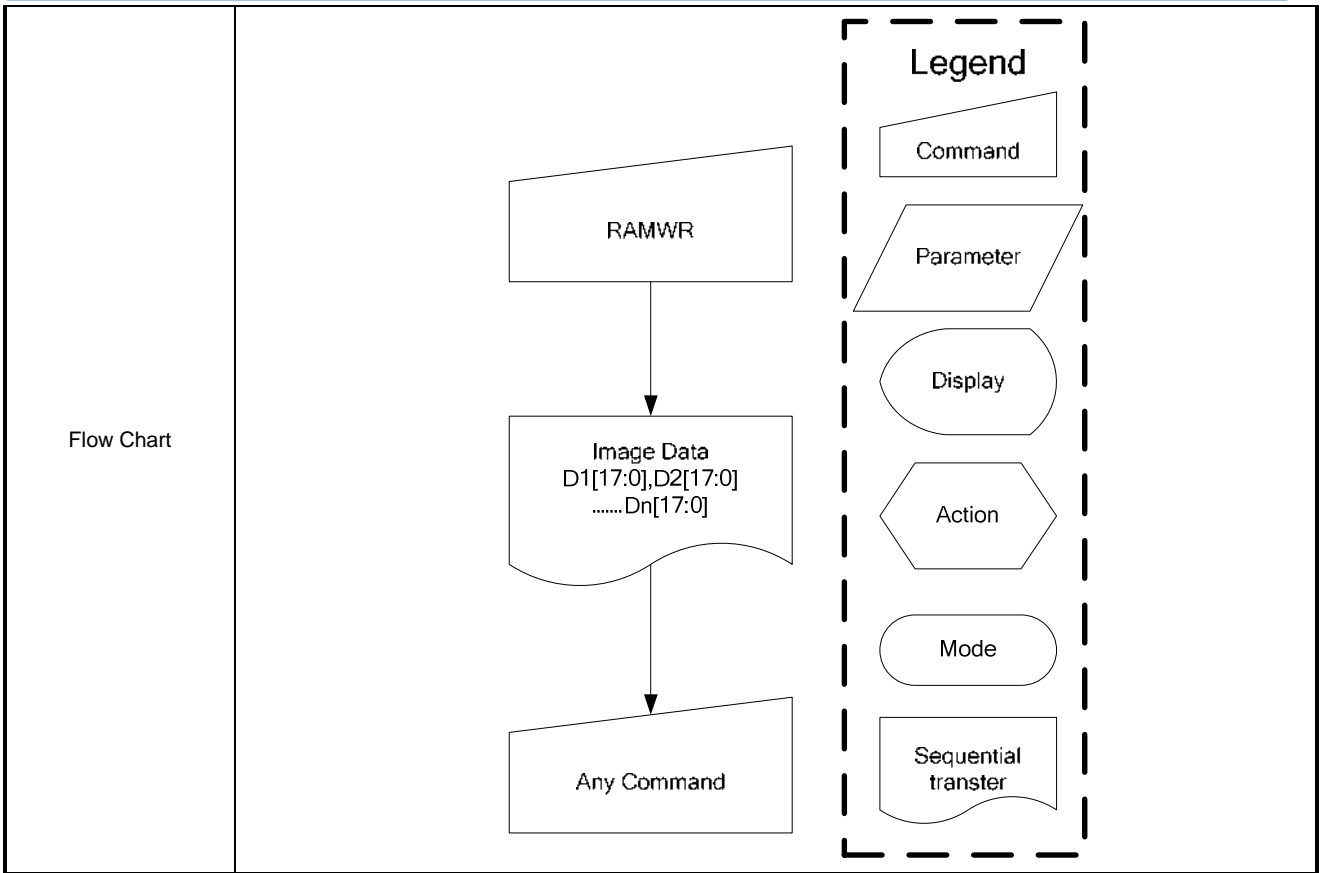 Flow Chart
RAMWR
Image Data
D1[17:0],D2[17:0]
.......Dn[17:0]
Any Command
Legend
Command
Parameter
Display
Action
Mode
Sequential
transter